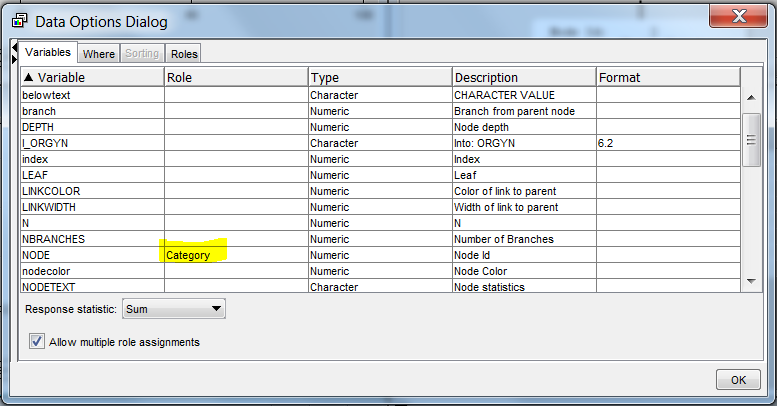 Data Options Dialog
Variables Where Sorting Roles
▲ Variable Role Type Description Format
belowtext Character CHARACTER VALUE
branch Numeric Branch from parent node
DEPTH Numeric Node depth
I_ORGYN Character Into: ORGYN 6.2
index Numeric Index
LEAF Numeric Leaf
LINKCOLOR Numeric Color of link to parent
LINKWIDTH Numeric Width of link to parent
N Numeric N
NBRANCHES Numeric Number of Branches
NODE Category Numeric Node Id
nodecolor Numeric Node Color
NODETEXT Character Node statistics
Response statistic: Sum
Allow multiple role assignments
OK